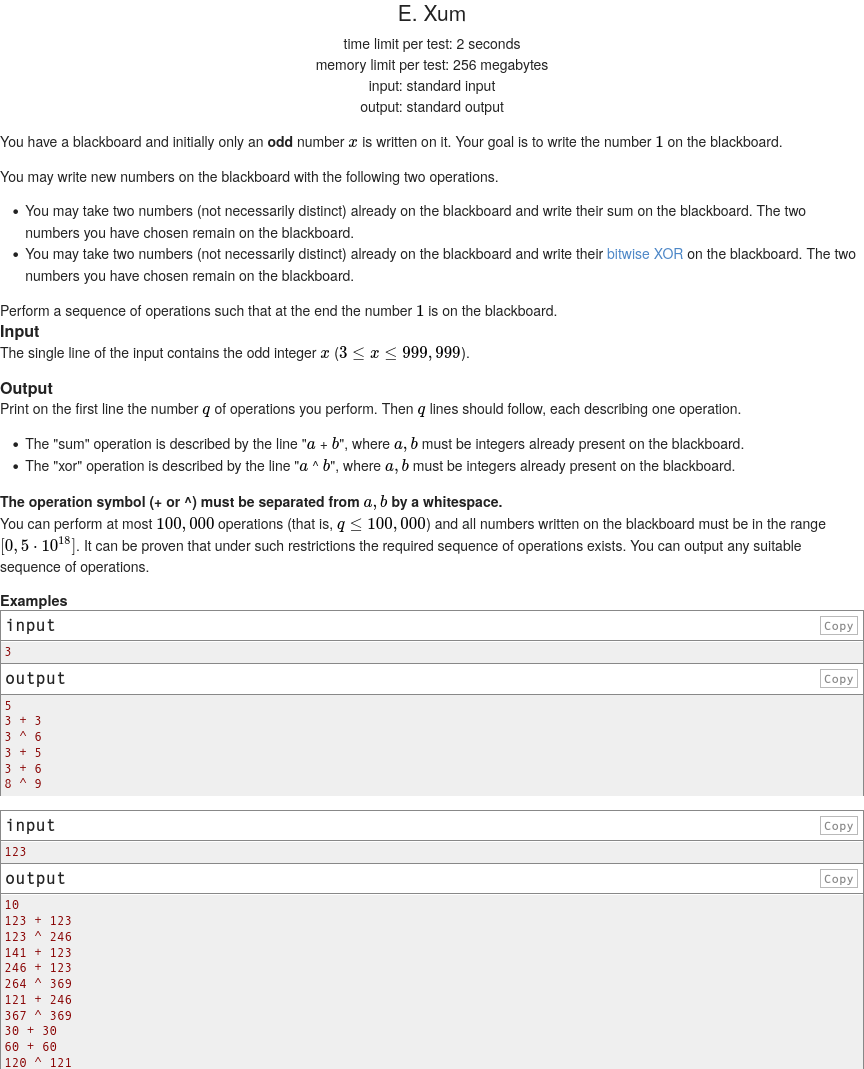 E. Xum
time limit per test: 2 seconds
memory limit per test: 256 megabytes
input: standard input
output: standard output
You have a blackboard and initially only an odd number x is written on it. Your goal is to write the number 1 on the blackboard.
You may write new numbers on the blackboard with the following two operations.
• You may take two numbers (not necessarily distinct) already on the blackboard and write their sum on the blackboard. The two
numbers you have chosen remain on the blackboard.
• You may take two numbers (not necessarily distinct) already on the blackboard and write their bitwise XOR on the blackboard. The two
numbers you have chosen remain on the blackboard.
Perform a sequence of operations such that at the end the number 1 is on the blackboard.
Input
The single line of the input contains the odd integer x (3 ≤ x ≤ 999,999).
Output
Print on the first line the number q of operations you perform. Then q lines should follow, each describing one operation.
• The "sum" operation is described by the line "a + b", where a, b must be integers already present on the blackboard.
• The "xor" operation is described by the line "a ^ b", where a, b must be integers already present on the blackboard.
The operation symbol (+ or ^) must be separated from a, b by a whitespace.
You can perform at most 100,000 operations (that is, q ≤ 100,000) and all numbers written on the blackboard must be in the range
[0, 5 · 10^18]. It can be proven that under such restrictions the required sequence of operations exists. You can output any suitable
sequence of operations.
Examples
input
Copy
3
output
Copy
5
3 + 3
3 ^ 6
3 + 5
3 + 6
8 ^ 9
input
Copy
123
output
Copy
10
123 + 123
123 ^ 246
141 + 123
246 + 123
264 ^ 369
121 + 246
367 ^ 369
30 + 30
60 + 60
120 ^ 121